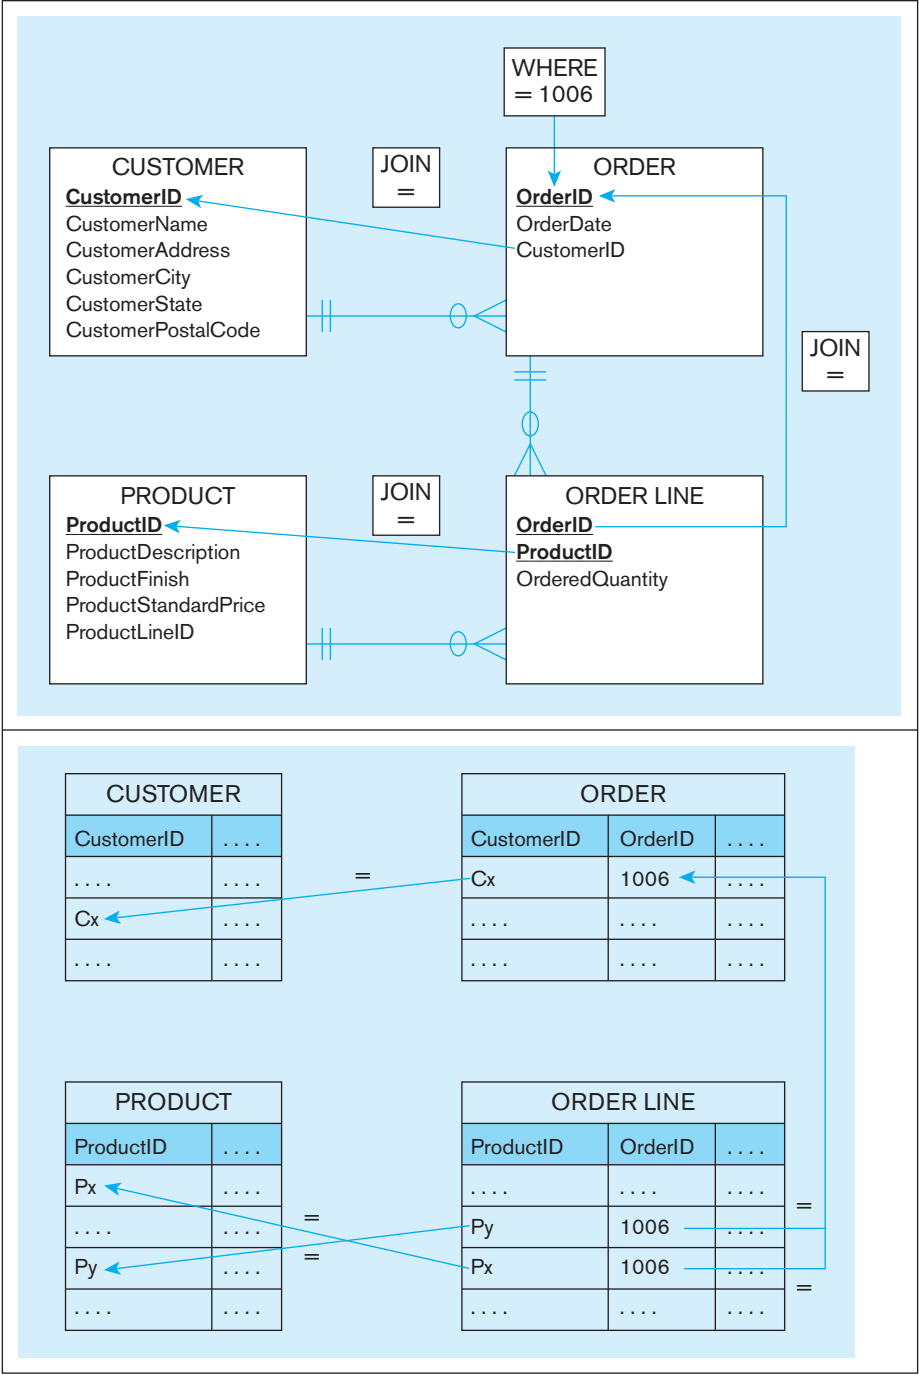 WHERE
= 1006
CUSTOMER
CustomerID
CustomerName
CustomerAddress
CustomerCity
CustomerState
CustomerPostalCode
JOIN
=
ORDER
OrderID
OrderDate
CustomerID
JOIN
=
PRODUCT
ProductID
ProductDescription
ProductFinish
ProductStandardPrice
ProductLineID
JOIN
=
ORDER LINE
OrderID
ProductID
OrderedQuantity
CUSTOMER
CustomerID ....
.... ....
Cx ....
.... ....
=
ORDER
CustomerID OrderID ....
Cx 1006 ....
.... .... ....
.... .... ....
PRODUCT
ProductID ....
Px ....
.... ....
Py ....
.... ....
=
=
ORDER LINE
ProductID OrderID ....
.... .... ....
Py 1006 ....
Px 1006 ....
.... .... ....
=
=